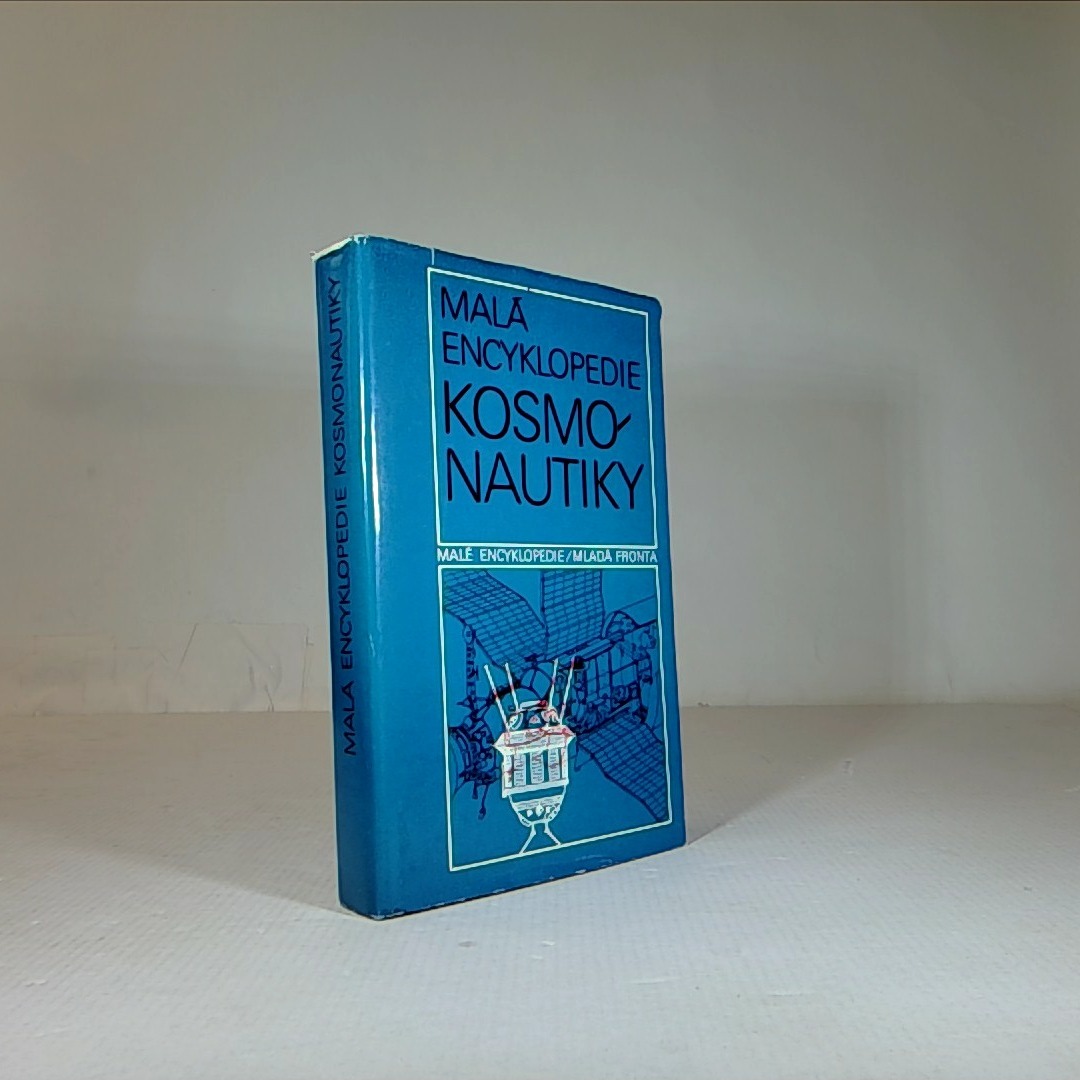 MALÁ ENCYKLOPEDIE KOSMONAUTIKY
MALÁ
ENCYKLOPEDIE
KOSMO-
NAUTIKY
MALÉ ENCYKLOPEDIE/MLADÁ FRONTA